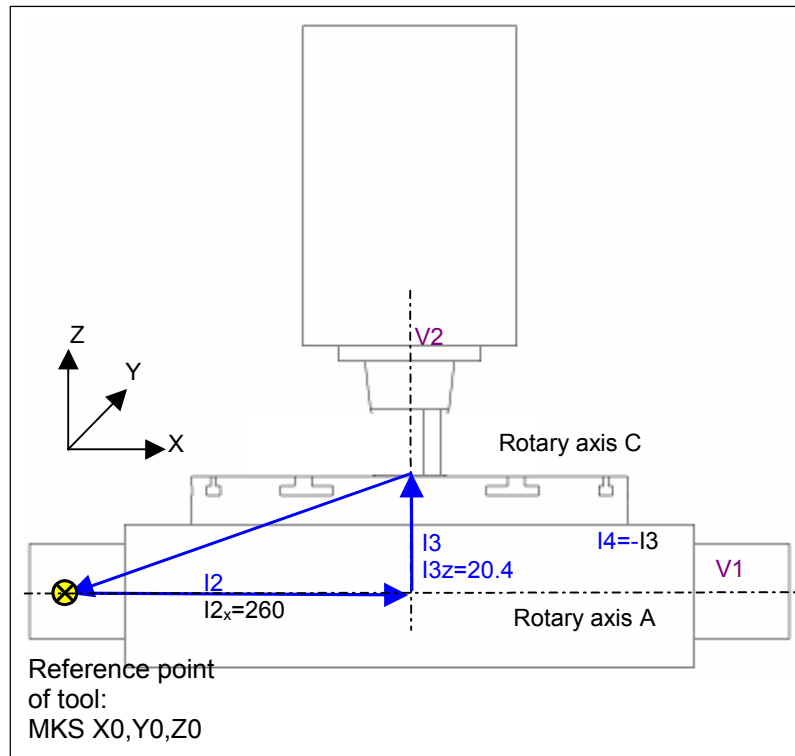 V2
Z
Y
X
Rotary axis C
I3
I3z=20.4
I4=-I3
V1
I2
I2x=260
Rotary axis A
Reference point
of tool:
MKS X0,Y0,Z0